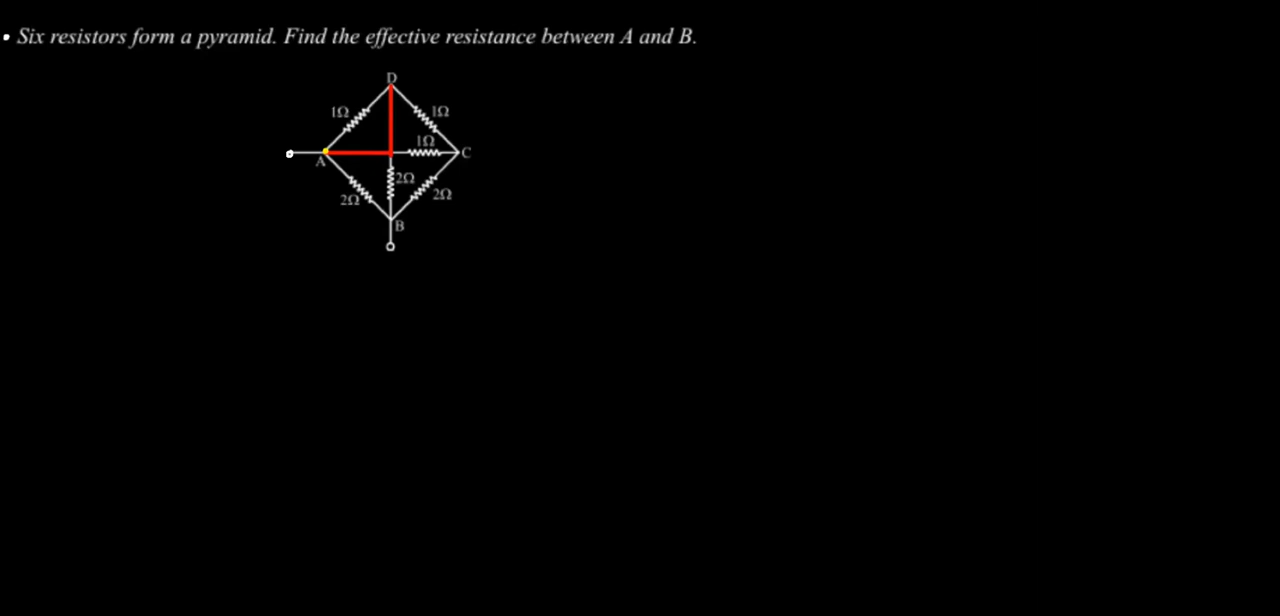 • Six resistors form a pyramid. Find the effective resistance between A and B.
D
1Ω 1Ω
1Ω
A C
2Ω
2Ω 2Ω
B